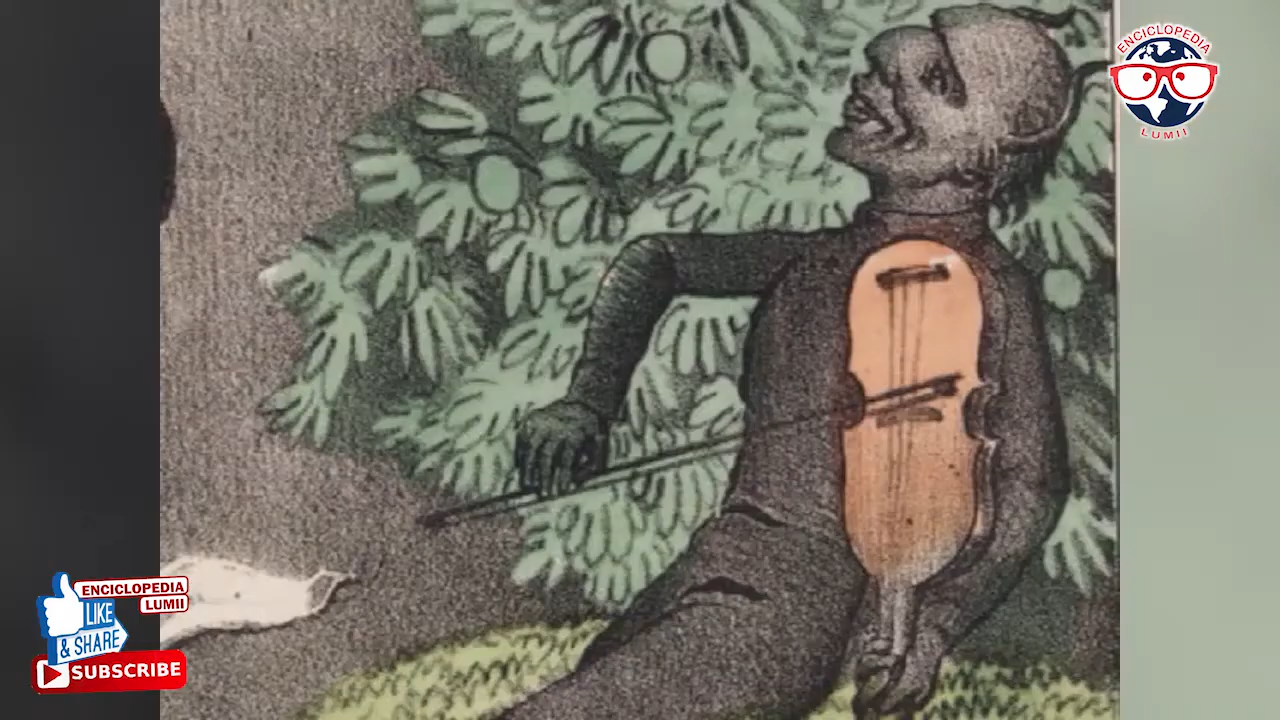 ENCICLOPEDIA
LUMII
ENCICLOPEDIA
LUMII
LIKE
& SHARE
SUBSCRIBE